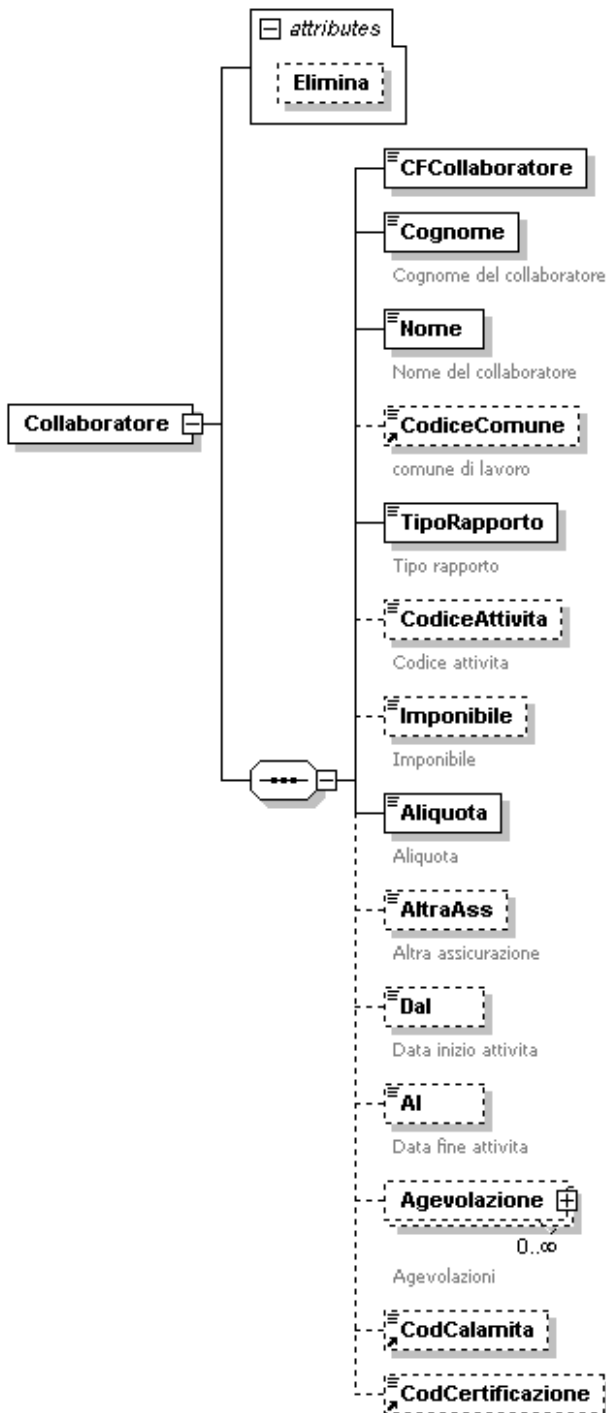 attributes
Elimina
CFCollaboratore
Cognome
Cognome del collaboratore
Nome
Nome del collaboratore
Collaboratore
CodiceComune
comune di lavoro
TipoRapporto
Tipo rapporto
CodiceAttivita
Codice attivita
Imponibile
Imponibile
Aliquota
Aliquota
AltraAss
Altra assicurazione
Dal
Data inizio attivita
Al
Data fine attivita
Agevolazione
0..∞
Agevolazioni
CodCalamita
CodCertificazione